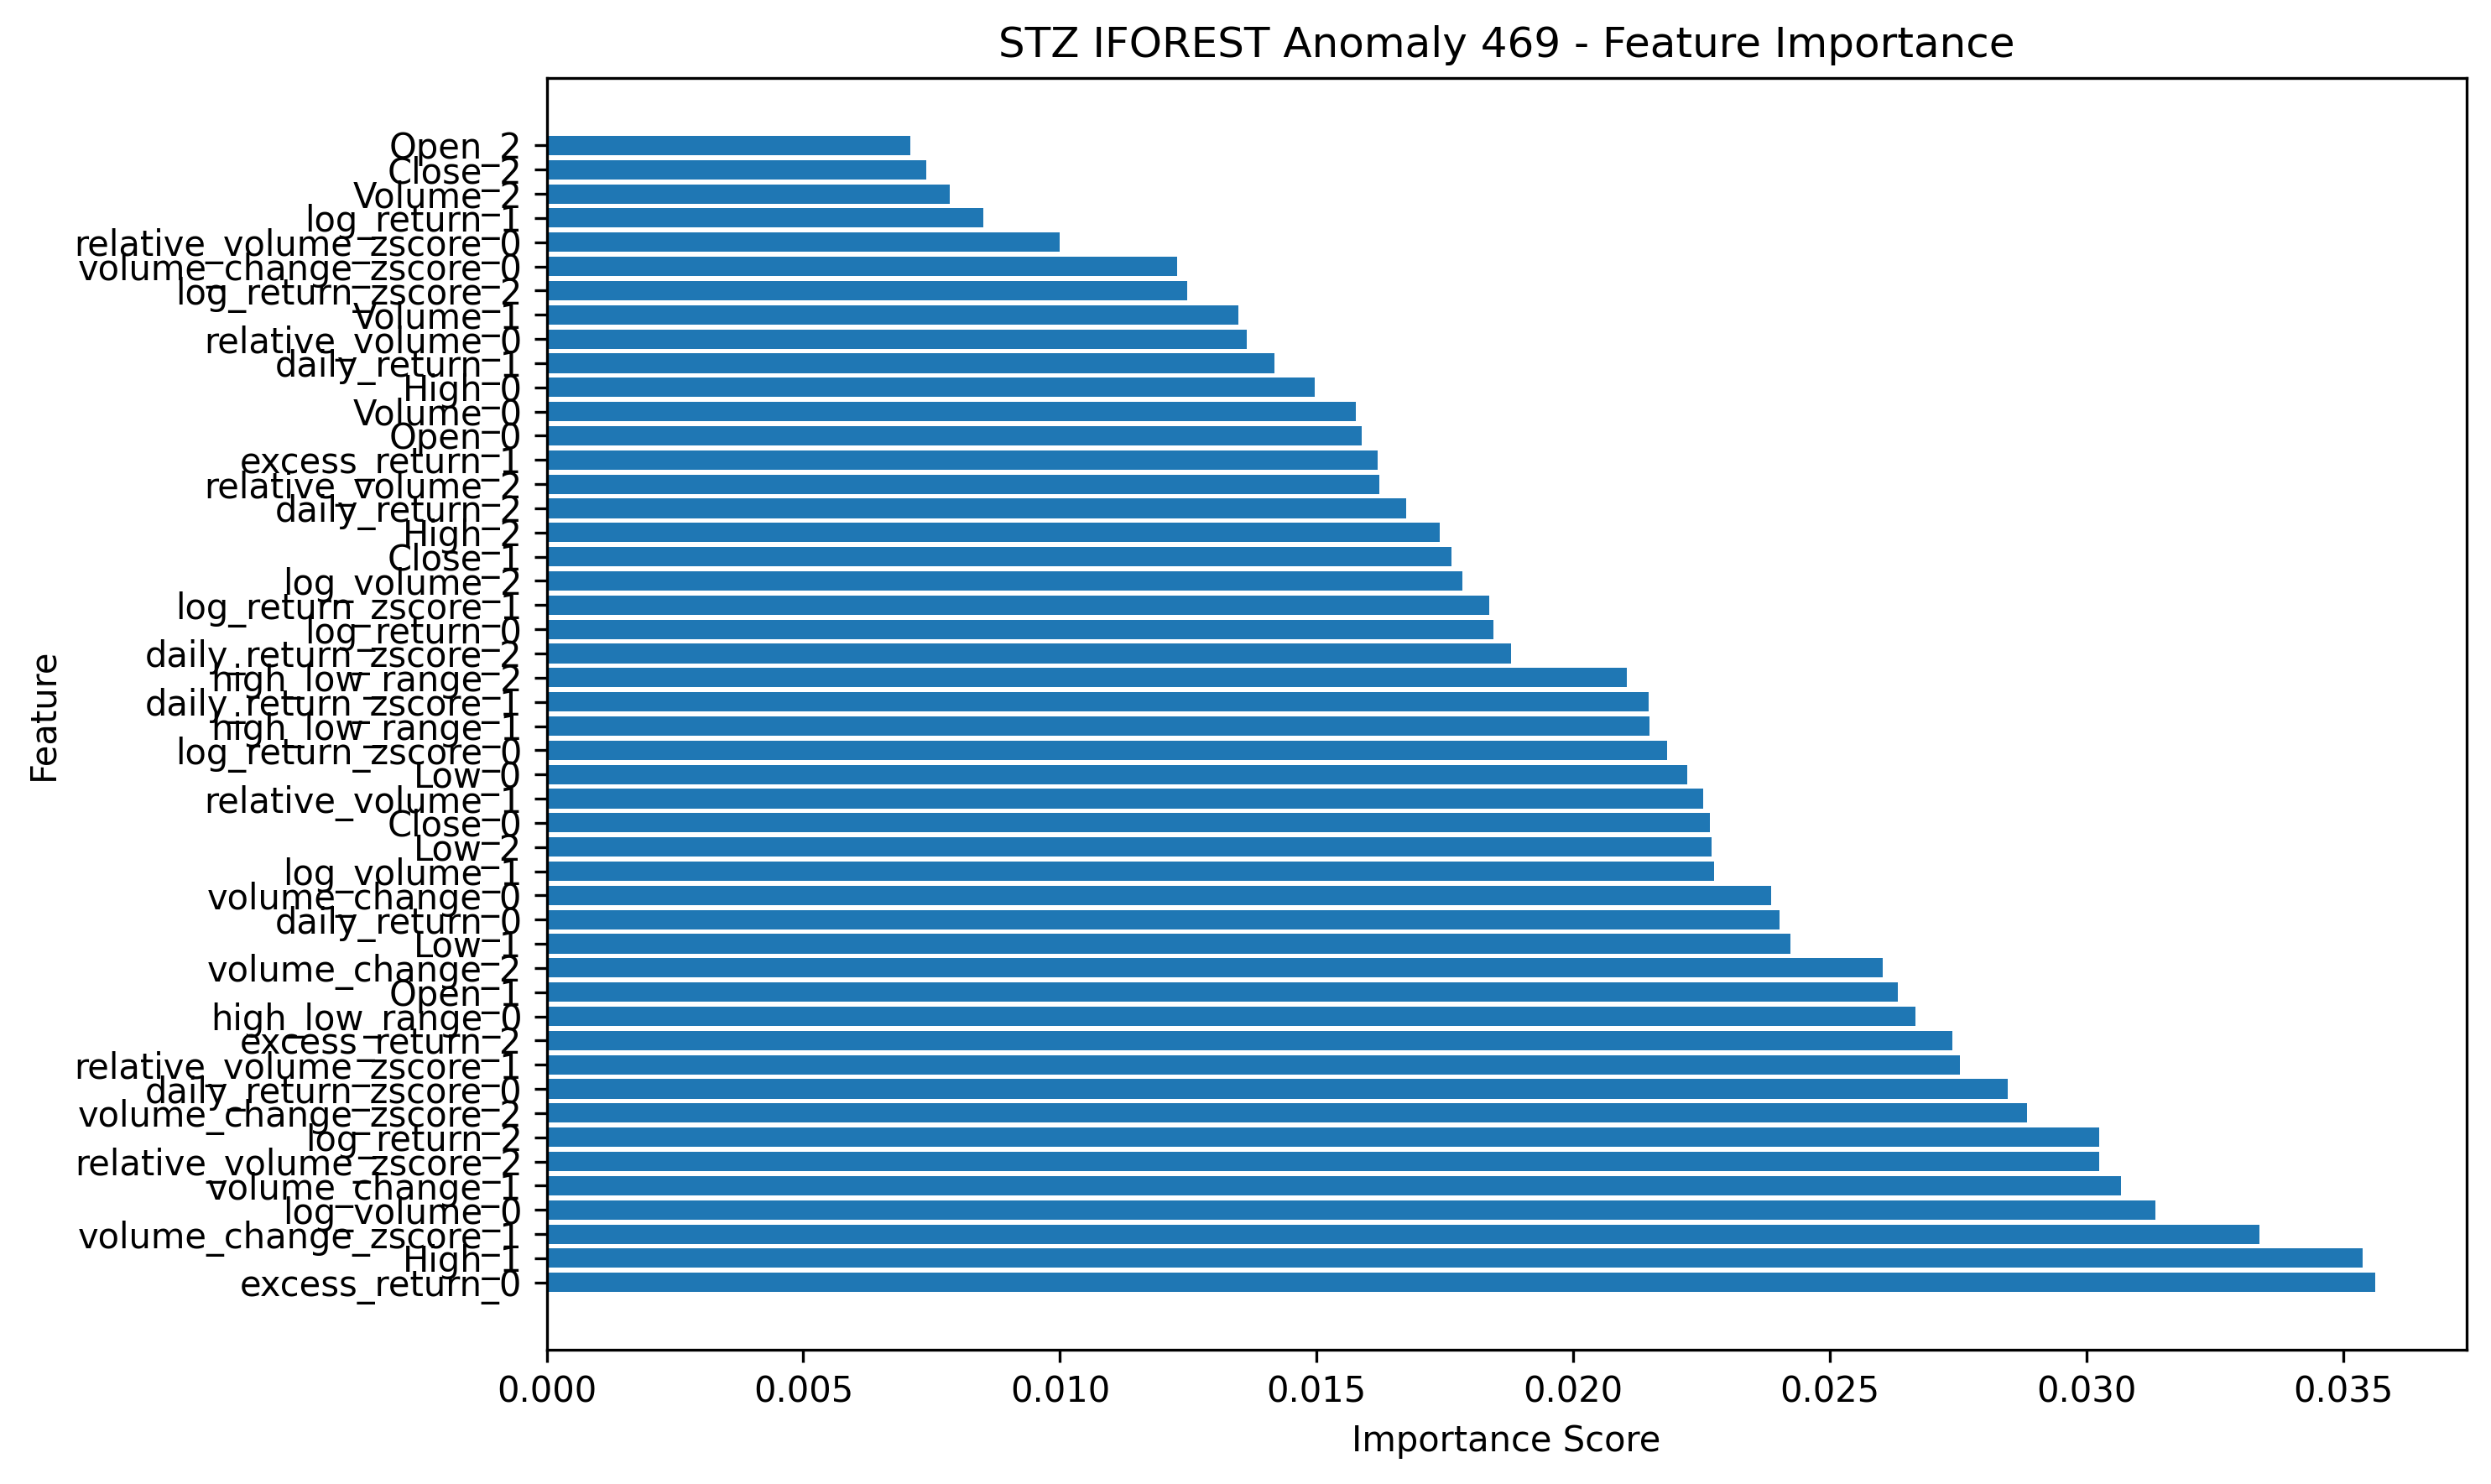 STZ IFOREST Anomaly 469 - Feature Importance
Open_2
Close_2
Volume_2
log_return_1
relative_volume_zscore_0
volume_change_zscore_0
log_return_zscore_2
Volume_1
relative_volume_0
daily_return_1
High_0
Volume_0
Open_0
excess_return_1
relative_volume_2
daily_return_2
High_2
Close_1
log_volume_2
log_return_zscore_1
log_return_0
daily_return_zscore_2
high_low_range_2
daily_return_zscore_1
high_low_range_1
log_return_zscore_0
Low_0
relative_volume_1
Close_0
Low_2
log_volume_1
volume_change_0
daily_return_0
Low_1
volume_change_2
Open_1
high_low_range_0
excess_return_2
relative_volume_zscore_1
daily_return_zscore_0
volume_change_zscore_2
log_return_2
relative_volume_zscore_2
volume_change_1
log_volume_0
volume_change_zscore_1
High_1
excess_return_0
Feature
0.000 0.005 0.010 0.015 0.020 0.025 0.030 0.035
Importance Score